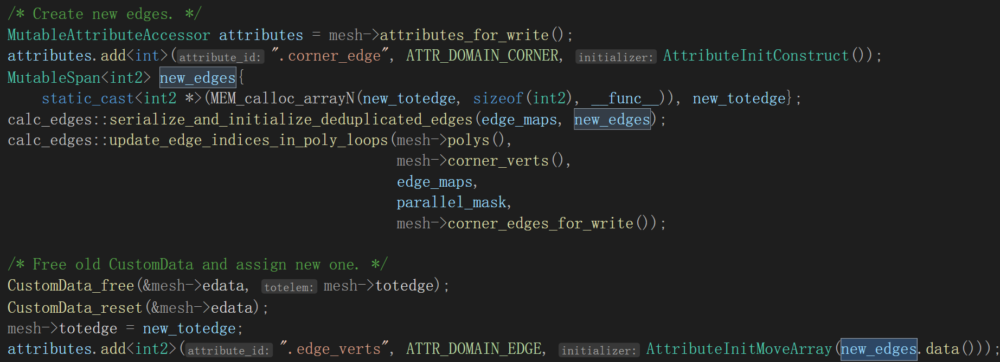 /* Create new edges. */
MutableAttributeAccessor attributes = mesh->attributes_for_write();
attributes.add<int>(attribute_id: ".corner_edge", ATTR_DOMAIN_CORNER, initializer: AttributeInitConstruct());
MutableSpan<int2> new_edges{
    static_cast<int2 *>(MEM_calloc_arrayN(new_totedge, sizeof(int2), __func__)), new_totedge};
calc_edges::serialize_and_initialize_deduplicated_edges(edge_maps, new_edges);
calc_edges::update_edge_indices_in_poly_loops(mesh->polys(),
                                              mesh->corner_verts(),
                                              edge_maps,
                                              parallel_mask,
                                              mesh->corner_edges_for_write());

/* Free old CustomData and assign new one. */
CustomData_free(&mesh->edata, totelem: mesh->totedge);
CustomData_reset(&mesh->edata);
mesh->totedge = new_totedge;
attributes.add<int2>(attribute_id: ".edge_verts", ATTR_DOMAIN_EDGE, initializer: AttributeInitMoveArray(new_edges.data()));